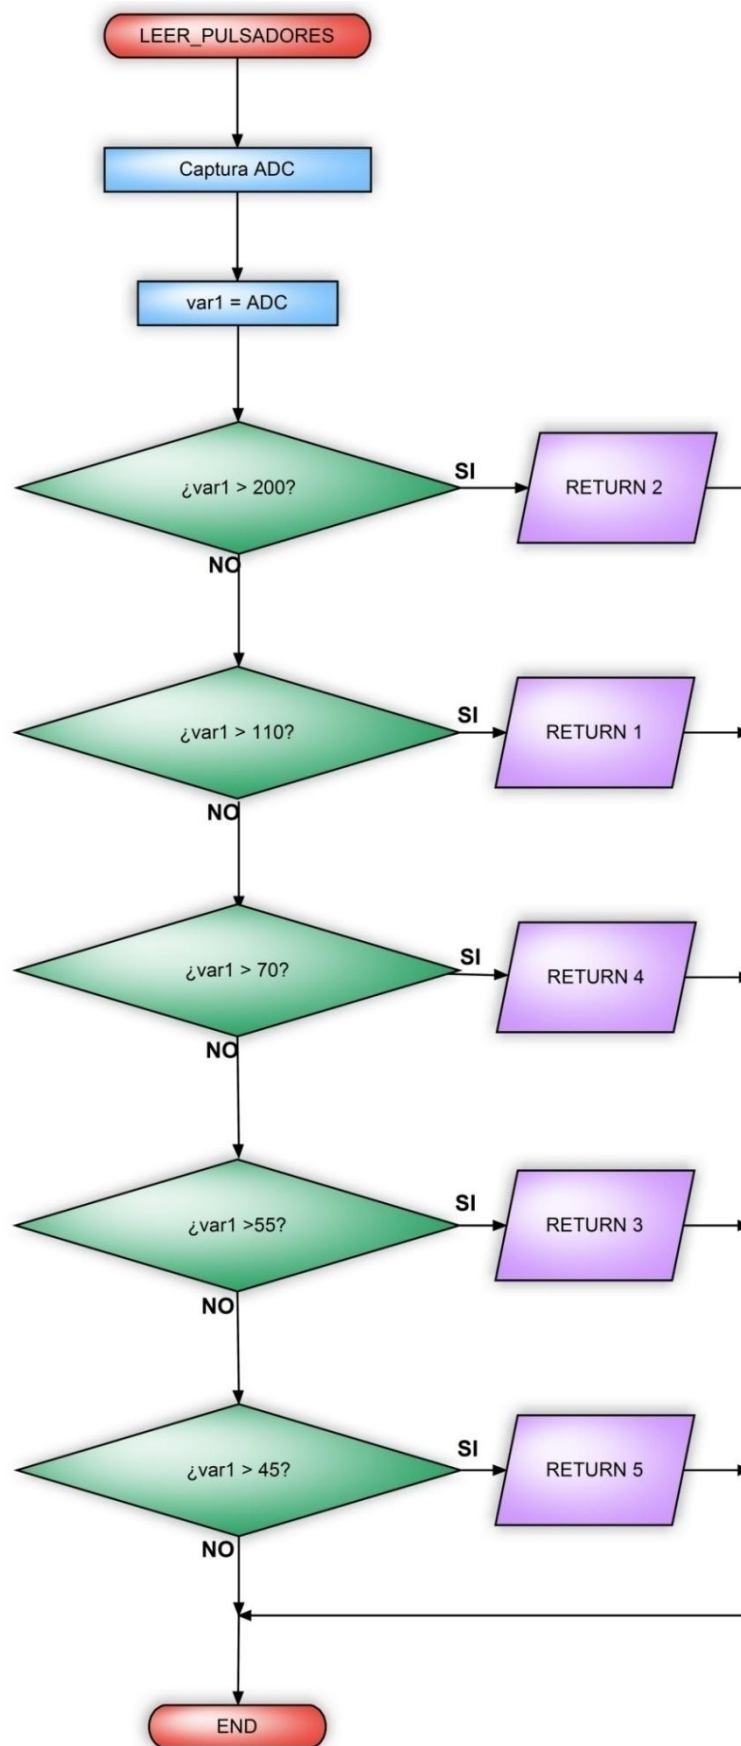 LEER_PULSADORES
Captura ADC
var1 = ADC
¿var1 > 200?
SI
RETURN 2
NO
¿var1 > 110?
SI
RETURN 1
NO
¿var1 > 70?
SI
RETURN 4
NO
¿var1 >55?
SI
RETURN 3
NO
¿var1 > 45?
SI
RETURN 5
NO
END